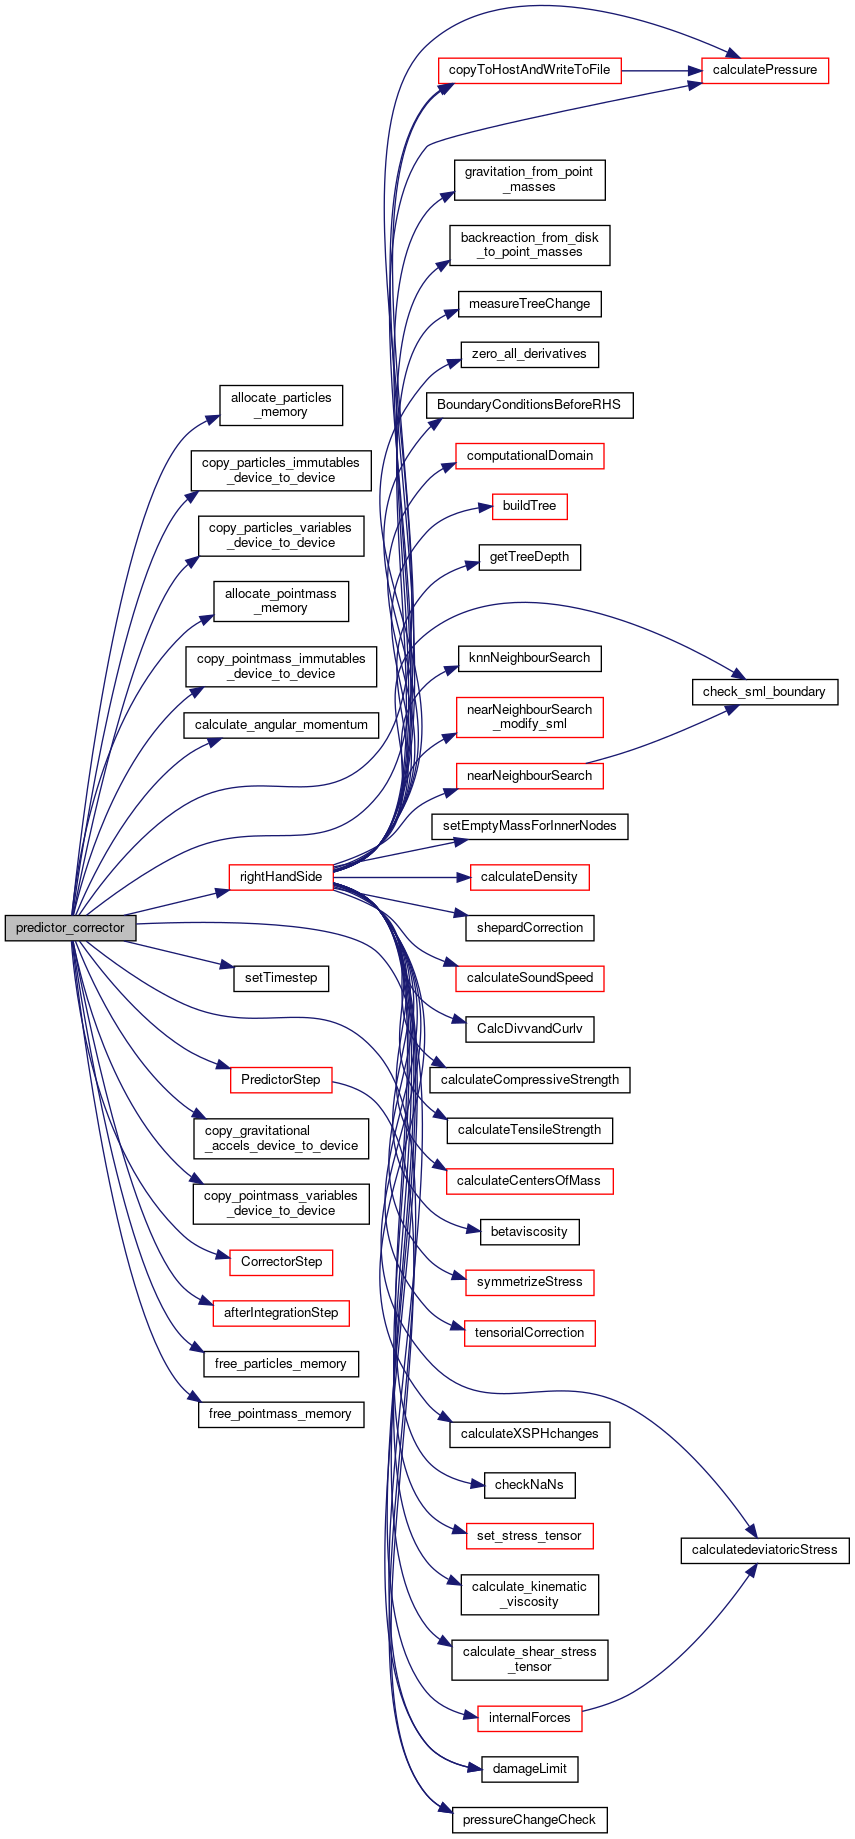 predictor_corrector
allocate_particles
_memory
copy_particles_immutables
_device_to_device
copy_particles_variables
_device_to_device
allocate_pointmass
_memory
copy_pointmass_immutables
_device_to_device
calculate_angular_momentum
rightHandSide
setTimestep
PredictorStep
copy_gravitational
_accels_device_to_device
copy_pointmass_variables
_device_to_device
CorrectorStep
afterIntegrationStep
free_particles_memory
free_pointmass_memory
copyToHostAndWriteToFile
gravitation_from_point
_masses
backreaction_from_disk
_to_point_masses
measureTreeChange
zero_all_derivatives
BoundaryConditionsBeforeRHS
computationalDomain
buildTree
getTreeDepth
knnNeighbourSearch
nearNeighbourSearch
_modify_sml
nearNeighbourSearch
setEmptyMassForInnerNodes
calculateDensity
shepardCorrection
calculateSoundSpeed
CalcDivvandCurlv
calculateCompressiveStrength
calculateTensileStrength
calculateCentersOfMass
betaviscosity
symmetrizeStress
tensorialCorrection
calculateXSPHchanges
checkNaNs
set_stress_tensor
calculate_kinematic
_viscosity
calculate_shear_stress
_tensor
internalForces
damageLimit
pressureChangeCheck
calculatePressure
check_sml_boundary
calculatedeviatoricStress